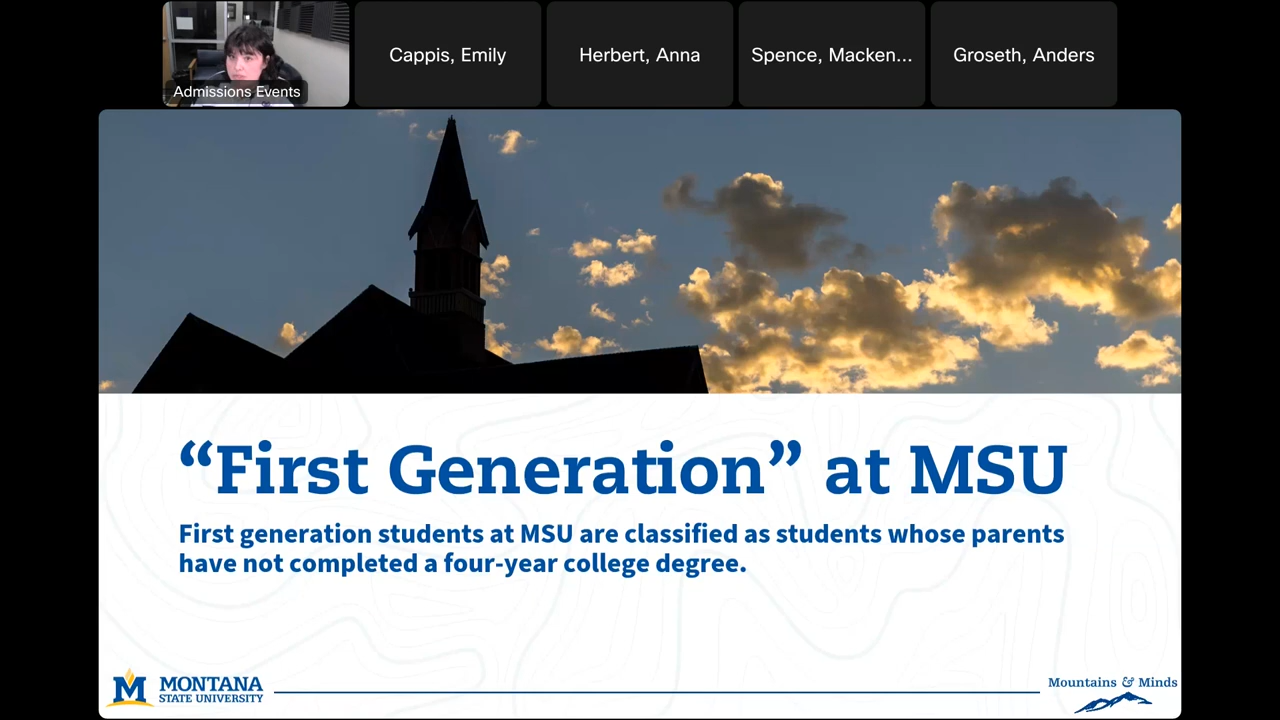 Admissions Events
Cappis, Emily
Herbert, Anna
Spence, Macken...
Groseth, Anders
“First Generation” at MSU
First generation students at MSU are classified as students whose parents
have not completed a four-year college degree.
M MONTANA
STATE UNIVERSITY
Mountains & Minds